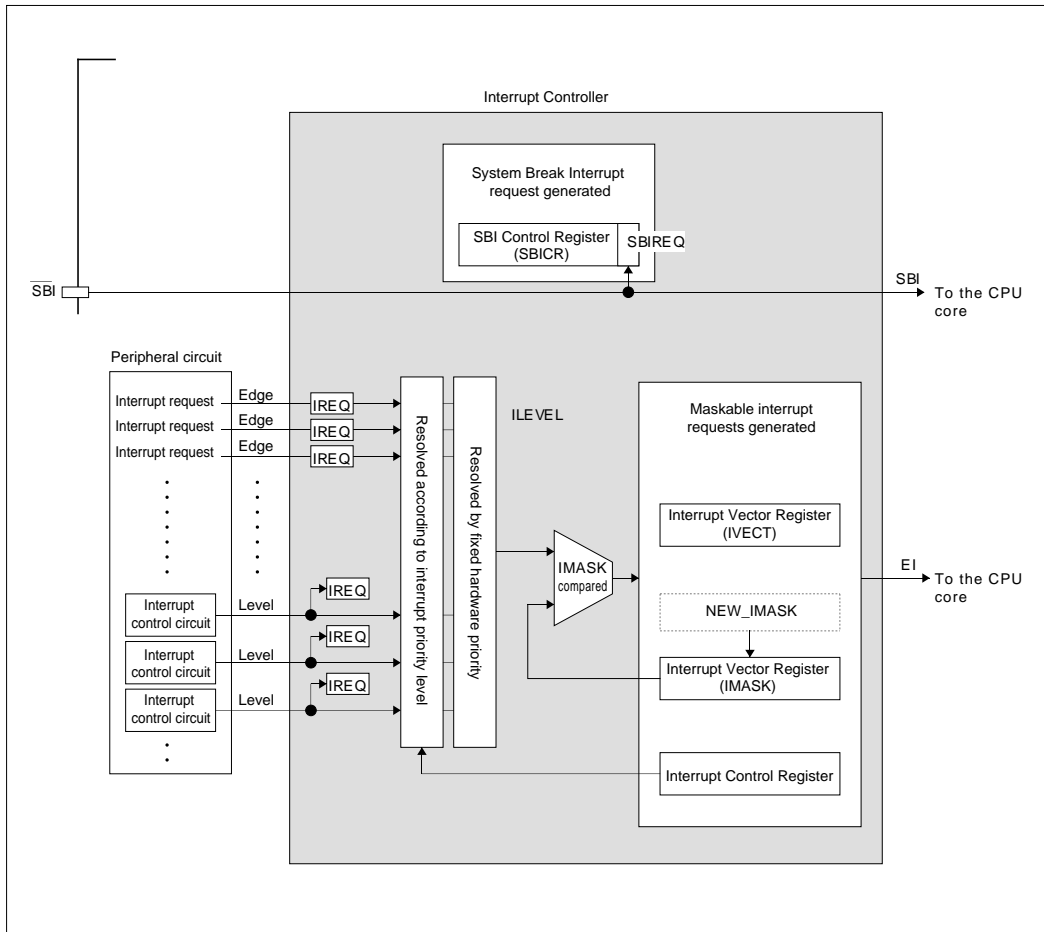 Interrupt Controller
System Break Interrupt
request generated
SBI Control Register
(SBICR)
SBIREQ
SBI
SBI
To the CPU
core
Peripheral circuit
Interrupt request
Edge
IREQ
Interrupt request
Edge
IREQ
Interrupt request
Edge
IREQ
Interrupt
control circuit
Level
IREQ
Interrupt
control circuit
Level
IREQ
Interrupt
control circuit
Level
IREQ
Resolved according to interrupt priority
level
Resolved by fixed hardware priority
ILEVEL
IMASK
compared
Maskable interrupt
requests generated
Interrupt Vector Register
(IVECT)
NEW_IMASK
Interrupt Vector Register
(IMASK)
Interrupt Control Register
EI
To the CPU
core